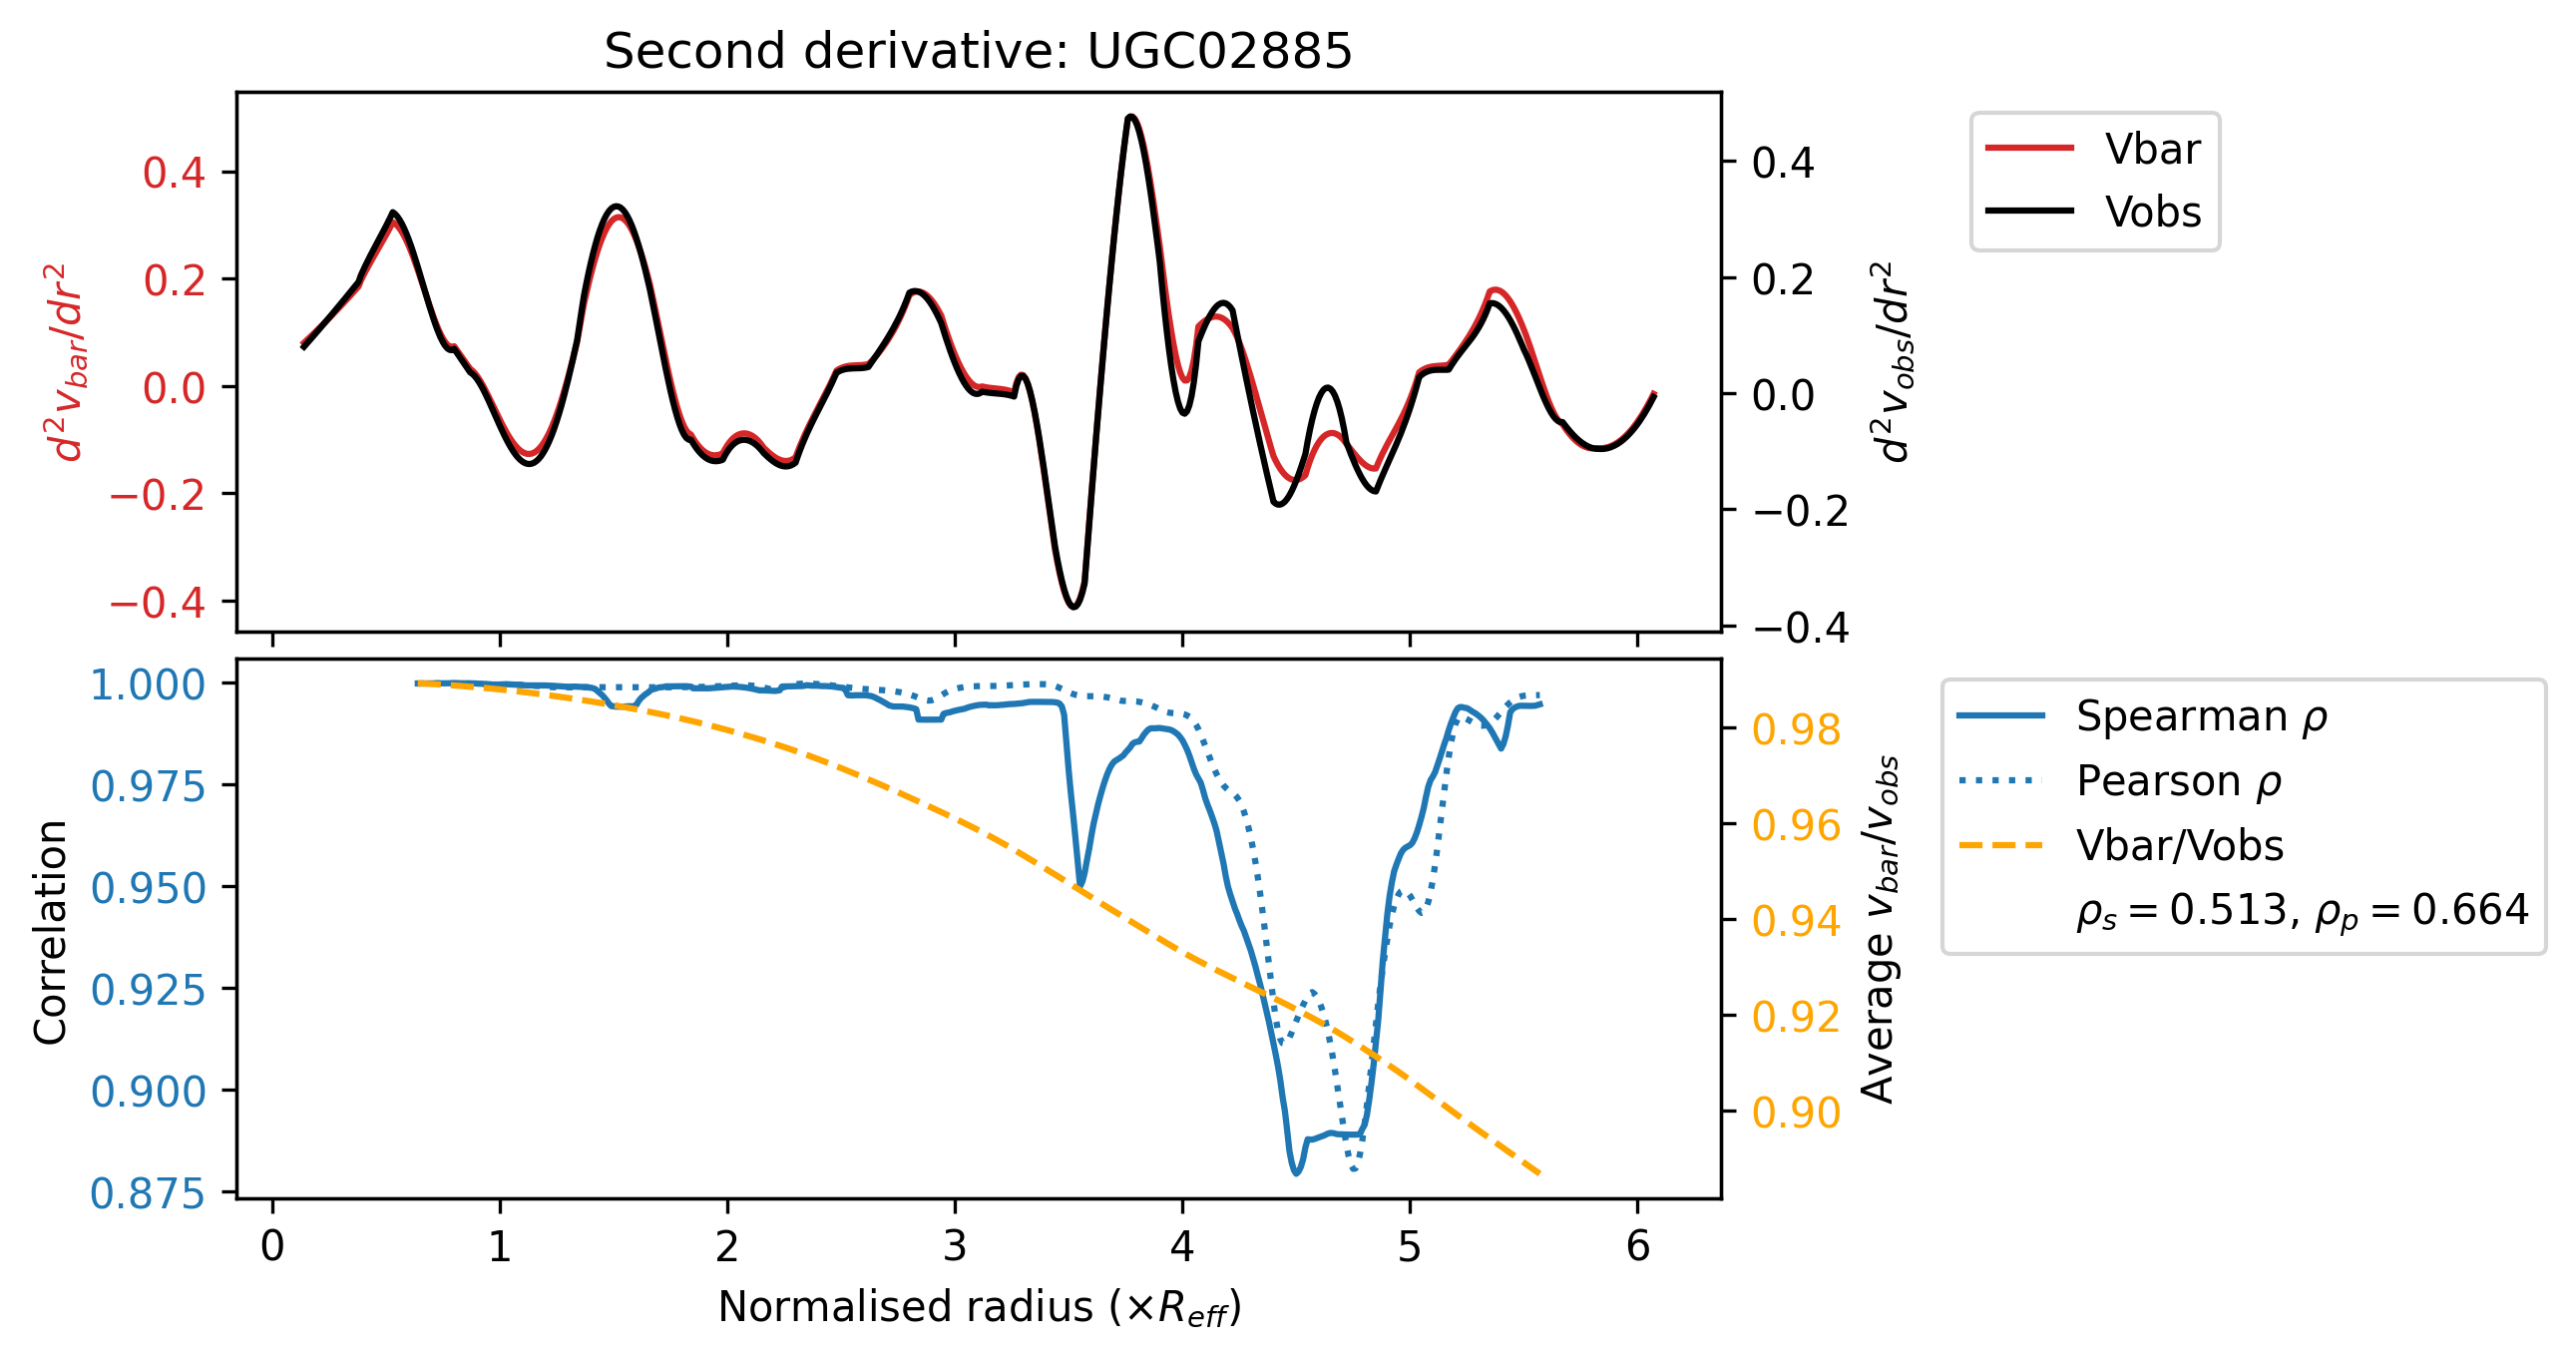 Second derivative: UGC02885
0.4
0.2
0.0
−0.2
−0.4
d²v_bar/dr²
0.4
0.2
0.0
−0.2
−0.4
d²v_obs/dr²
Vbar
Vobs
1.000
0.975
0.950
0.925
0.900
0.875
Correlation
0.98
0.96
0.94
0.92
0.90
Average v_bar/v_obs
Spearman ρ
Pearson ρ
Vbar/Vobs
ρ_s = 0.513, ρ_p = 0.664
0 1 2 3 4 5 6
Normalised radius (×R_eff)